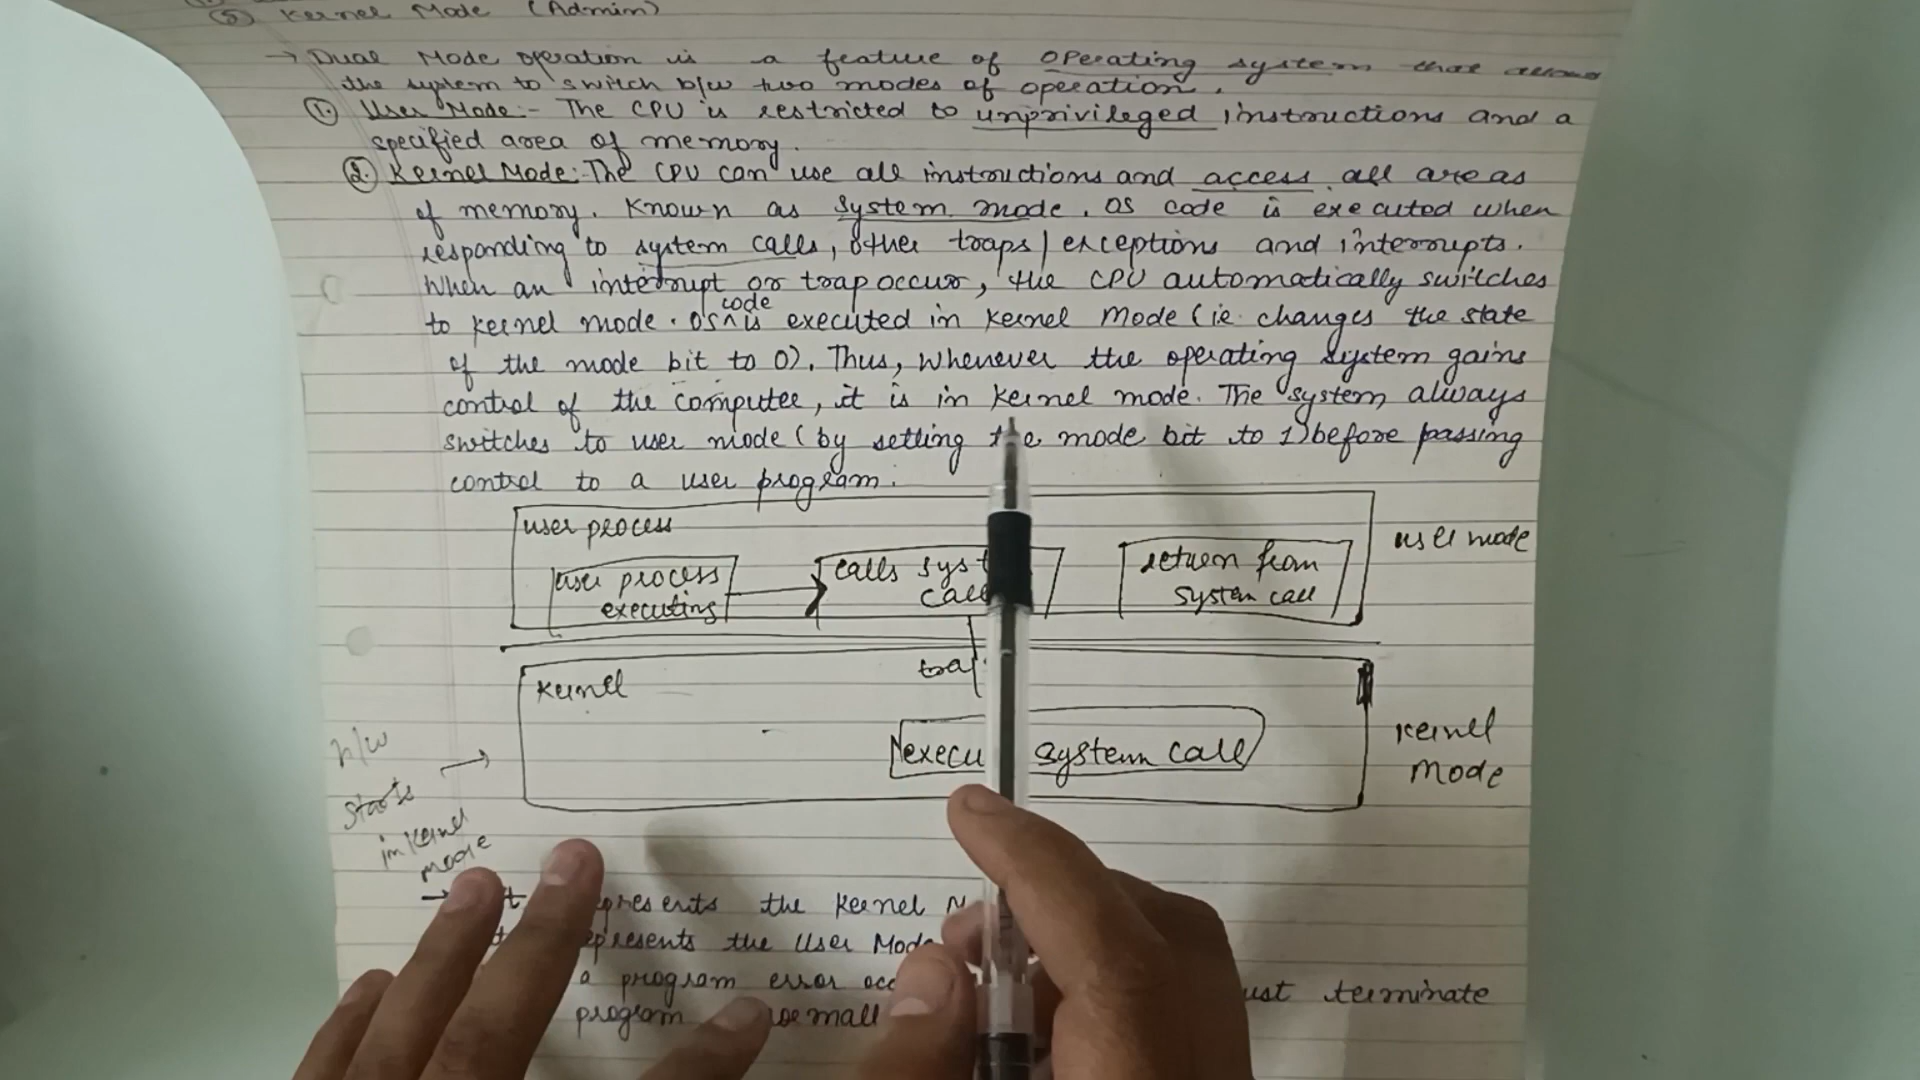 Kernel Mode (Admin)
→ Dual Mode operation is a feature of operating system that allows
the system to switch b/w two modes of operation.
① User Mode:- The CPU is restricted to unprivileged instructions and a
specified area of memory.
② Kernel Mode:- The CPU can use all instructions and access all areas
of memory. Known as system mode. OS code is executed when
responding to system calls, other traps/exceptions and interrupts.
When an interrupt or trap occur, the CPU automatically switches
code
to kernel mode. OS^is executed in kernel Mode (ie changes the state
of the mode bit to 0). Thus, whenever the operating system gains
control of the computer, it is in kernel mode. The system always
switches to user mode (by setting the mode bit to 1) before passing
control to a user program.
user process
user mode
user process
executing
calls
call
return from
system call
Kernel
system call
kernel
Mode
h/w
starts
in kernel
mode
the kernel
the User
a program error
must terminate
program